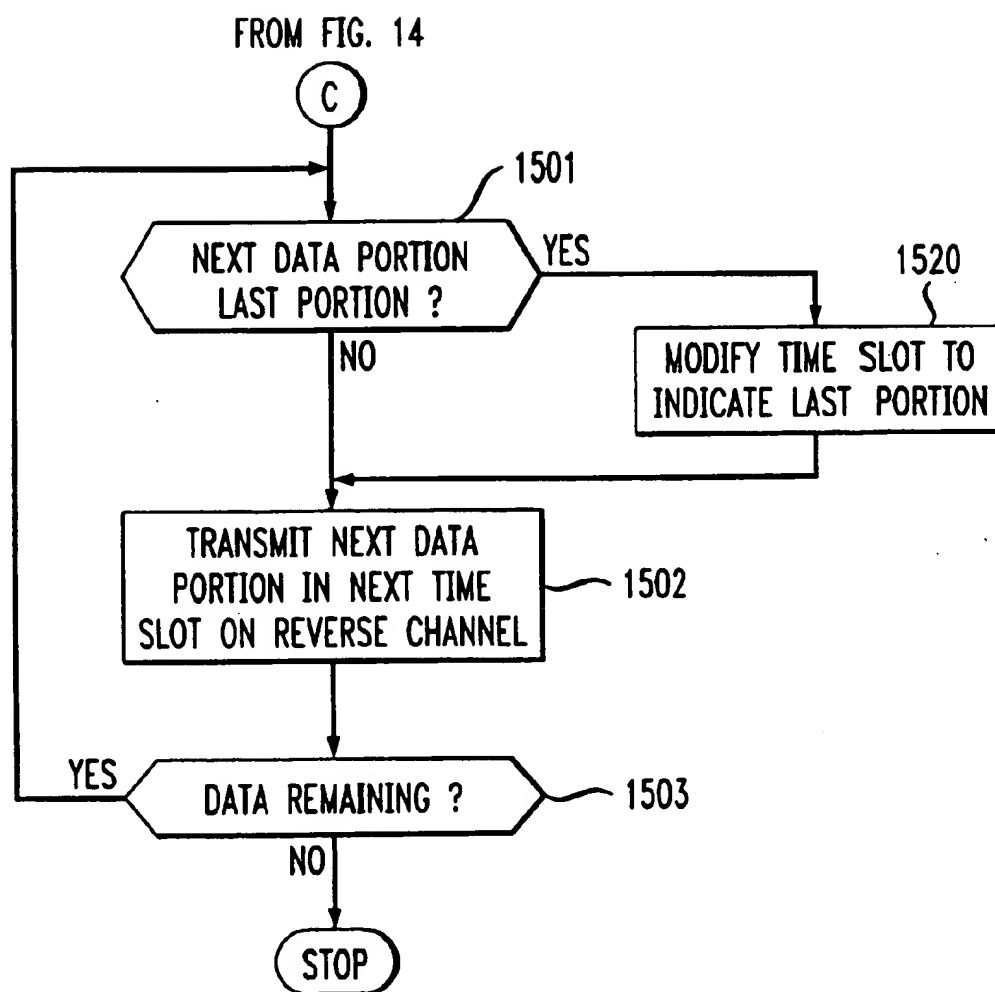 FROM FIG. 14
C
1501
NEXT DATA PORTION
LAST PORTION ?
YES
NO
1520
MODIFY TIME SLOT TO
INDICATE LAST PORTION
TRANSMIT NEXT DATA
PORTION IN NEXT TIME
SLOT ON REVERSE CHANNEL
1502
YES
DATA REMAINING ?
1503
NO
STOP